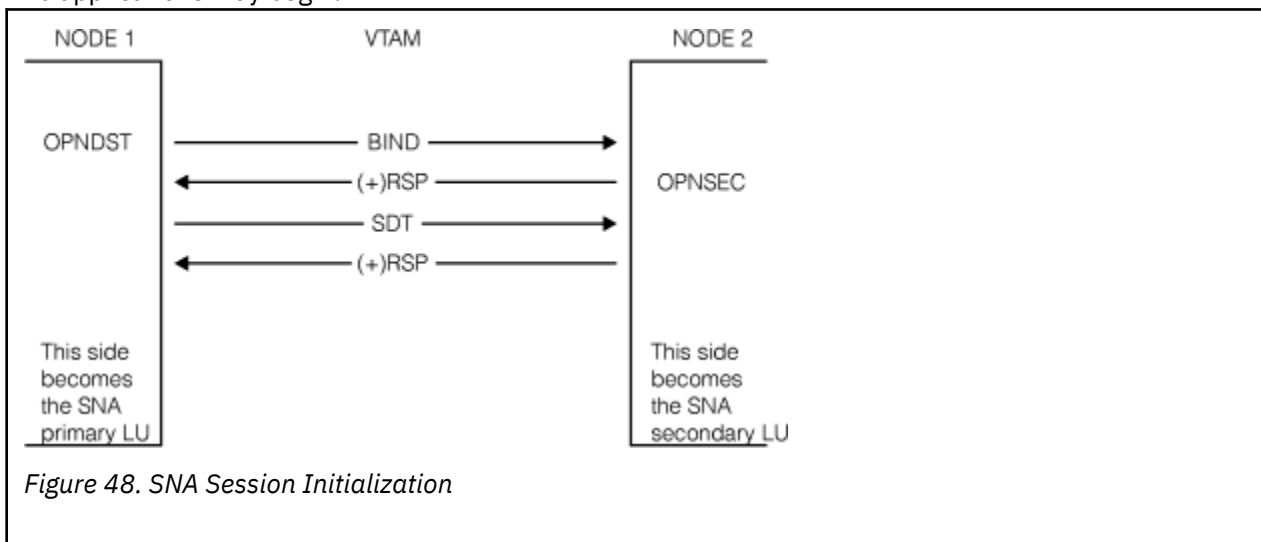 NODE 1 VTAM NODE 2
OPNDST BIND
(+)RSP OPNSEC
SDT
(+)RSP
This side
becomes
the SNA
primary LU
This side
becomes
the SNA
secondary LU
Figure 48. SNA Session Initialization